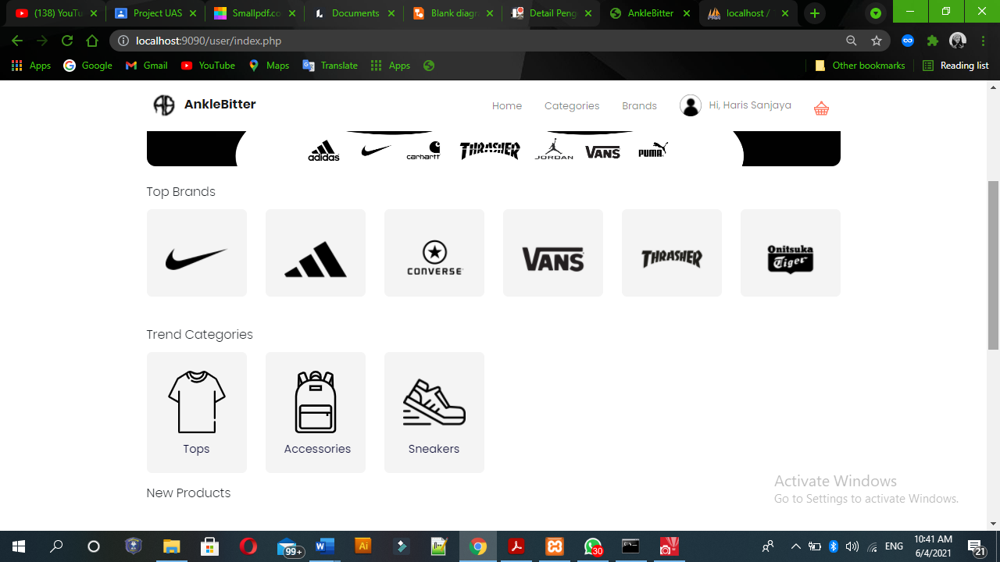 (138) YouTu
Project UAS
Smallpdf.co
Documents
Blank diagra
Detail Peng
AnkleBitter
localhost /
localhost:9090/user/index.php
Apps
Google
Gmail
YouTube
Maps
Translate
Apps
Other bookmarks
Reading list
AB AnkleBitter
Home
Categories
Brands
Hi, Haris Sanjaya
adidas
carhartt
THRASHER
JORDAN
VANS
PUMA
Top Brands
CONVERSE
VANS
THRASHER
Onitsuka
Tiger
Trend Categories
Tops
Accessories
Sneakers
New Products
Activate Windows
Go to Settings to activate Windows.
99+
W
Ai
30
ENG
10:41 AM
6/4/2021
21